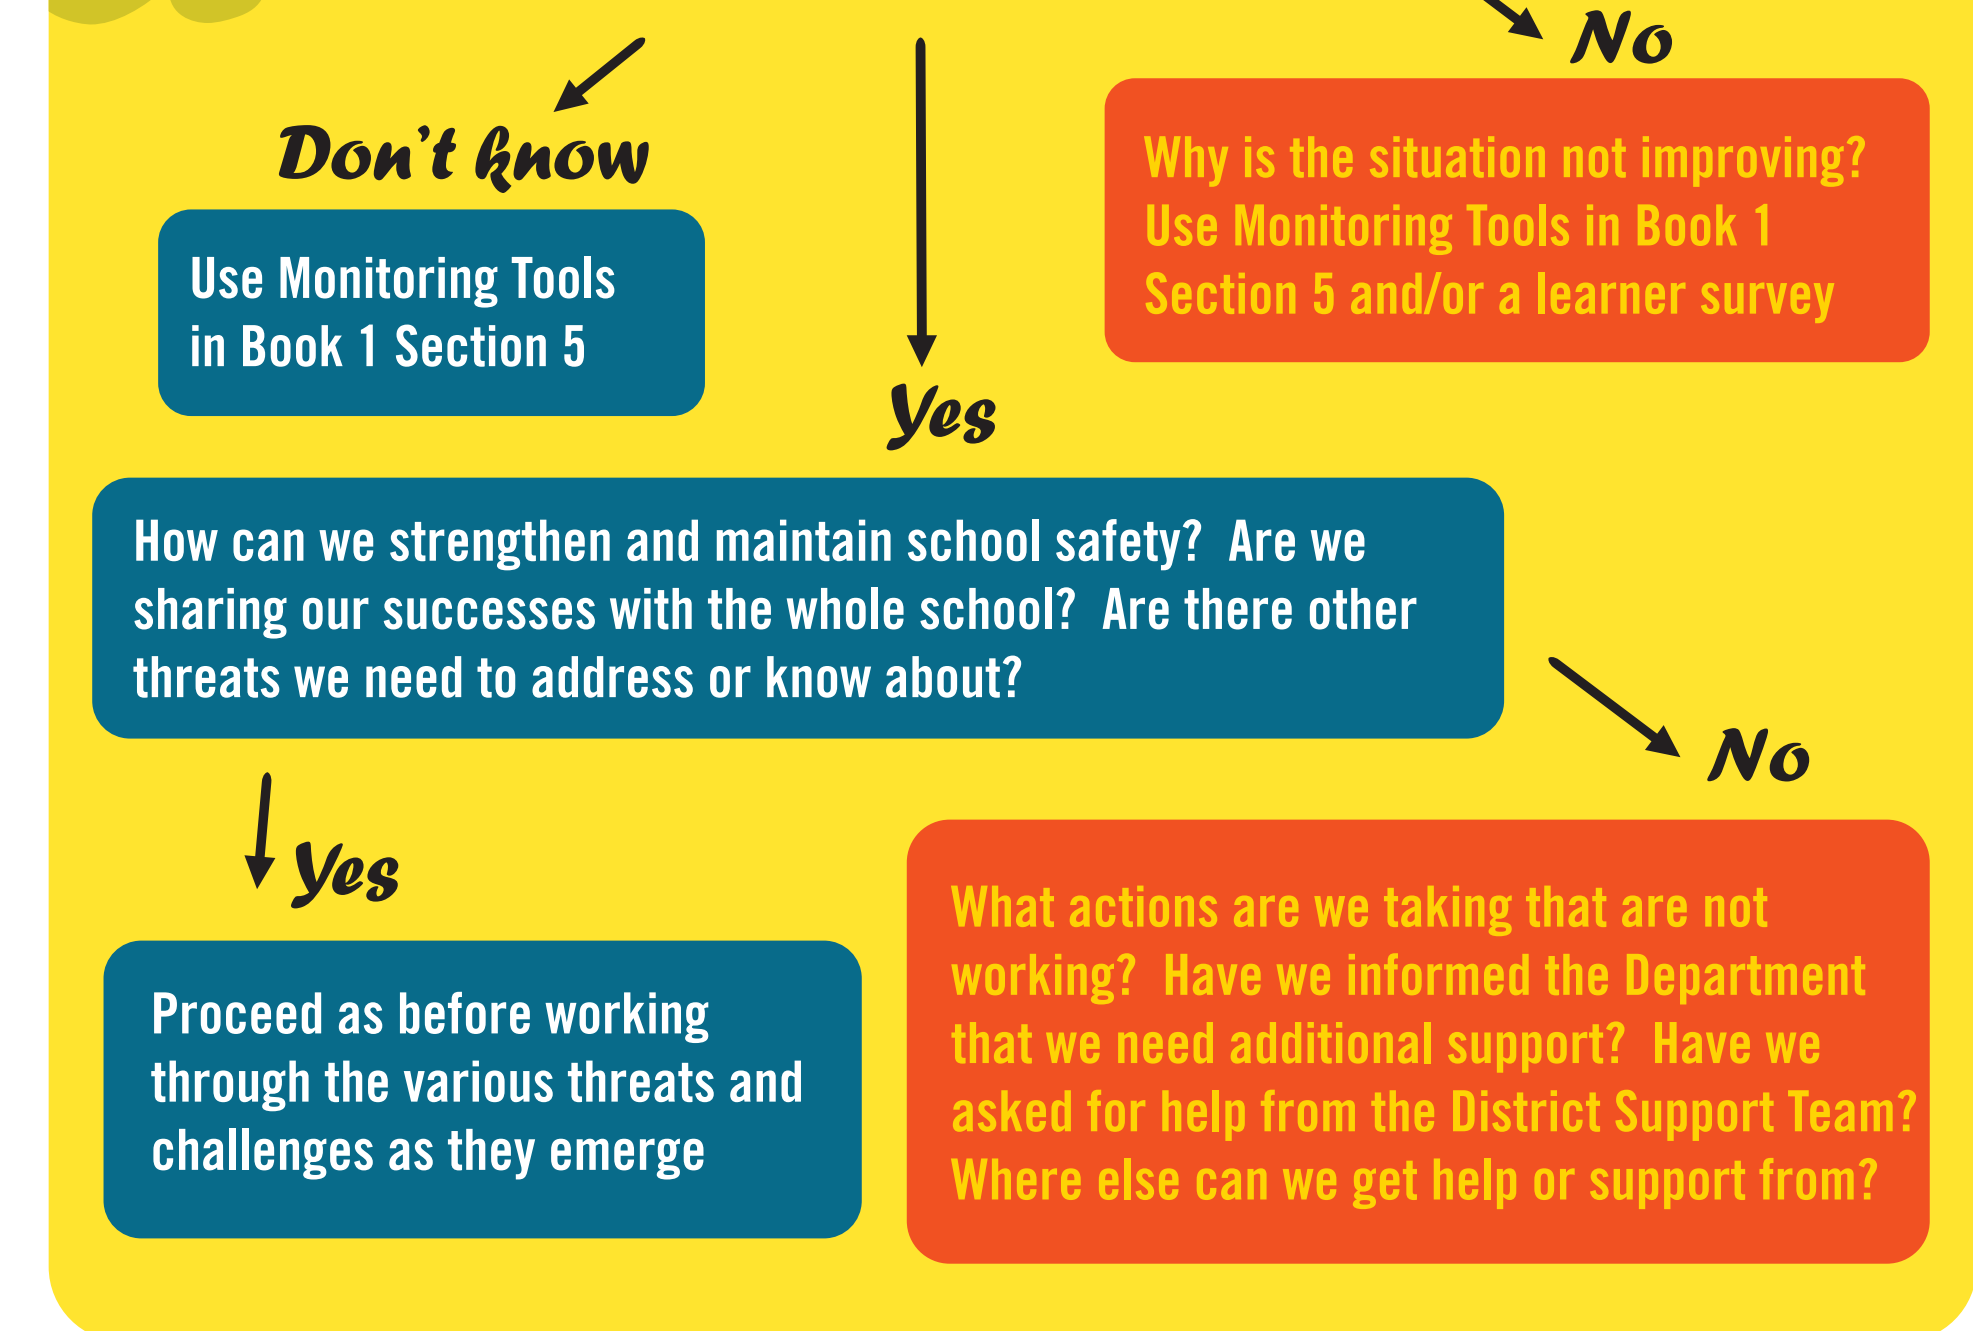 No
Why is the situation not improving?
Use Monitoring Tools in Book 1
Section 5 and/or a learner survey
Don't know
Use Monitoring Tools
in Book 1 Section 5
Yes
How can we strengthen and maintain school safety?  Are we
sharing our successes with the whole school?  Are there other
threats we need to address or know about?
No
Yes
Proceed as before working
through the various threats and
challenges as they emerge
What actions are we taking that are not
working?  Have we informed the Department
that we need additional support?  Have we
asked for help from the District Support Team?
Where else can we get help or support from?